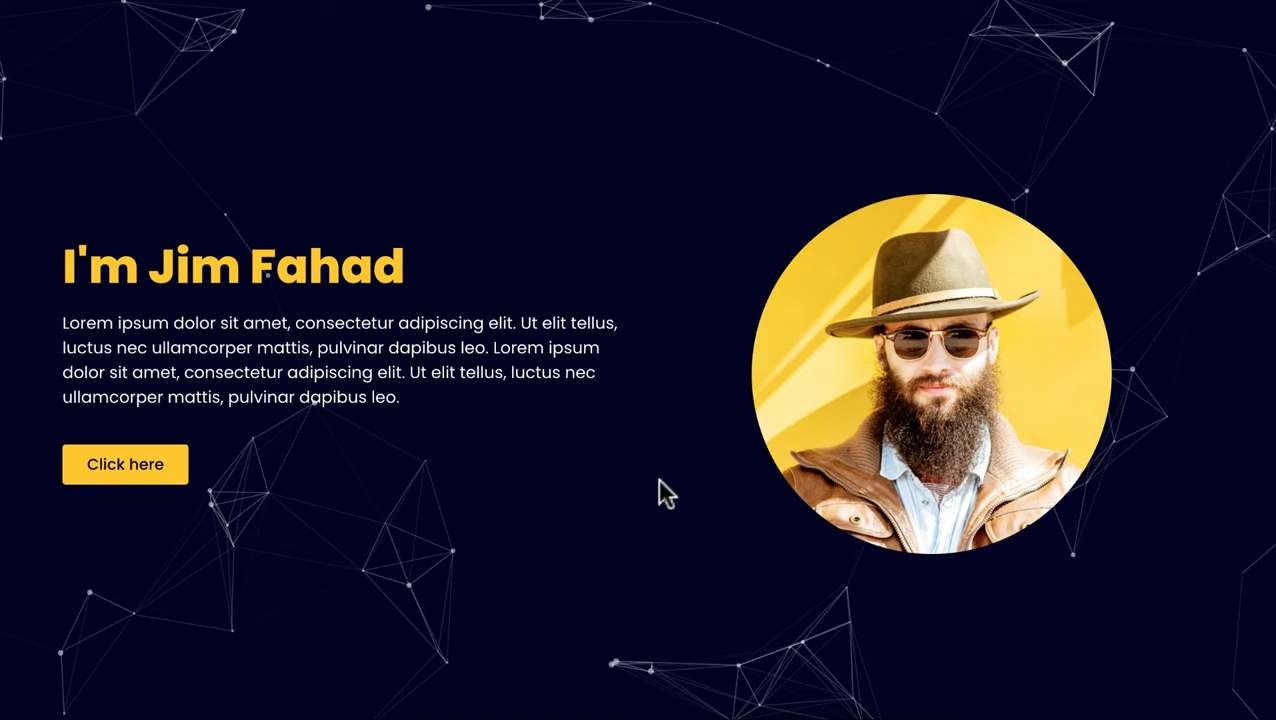 I'm Jim Fahad
Lorem ipsum dolor sit amet, consectetur adipiscing elit. Ut elit tellus,
luctus nec ullamcorper mattis, pulvinar dapibus leo. Lorem ipsum
dolor sit amet, consectetur adipiscing elit. Ut elit tellus, luctus nec
ullamcorper mattis, pulvinar dapibus leo.
Click here